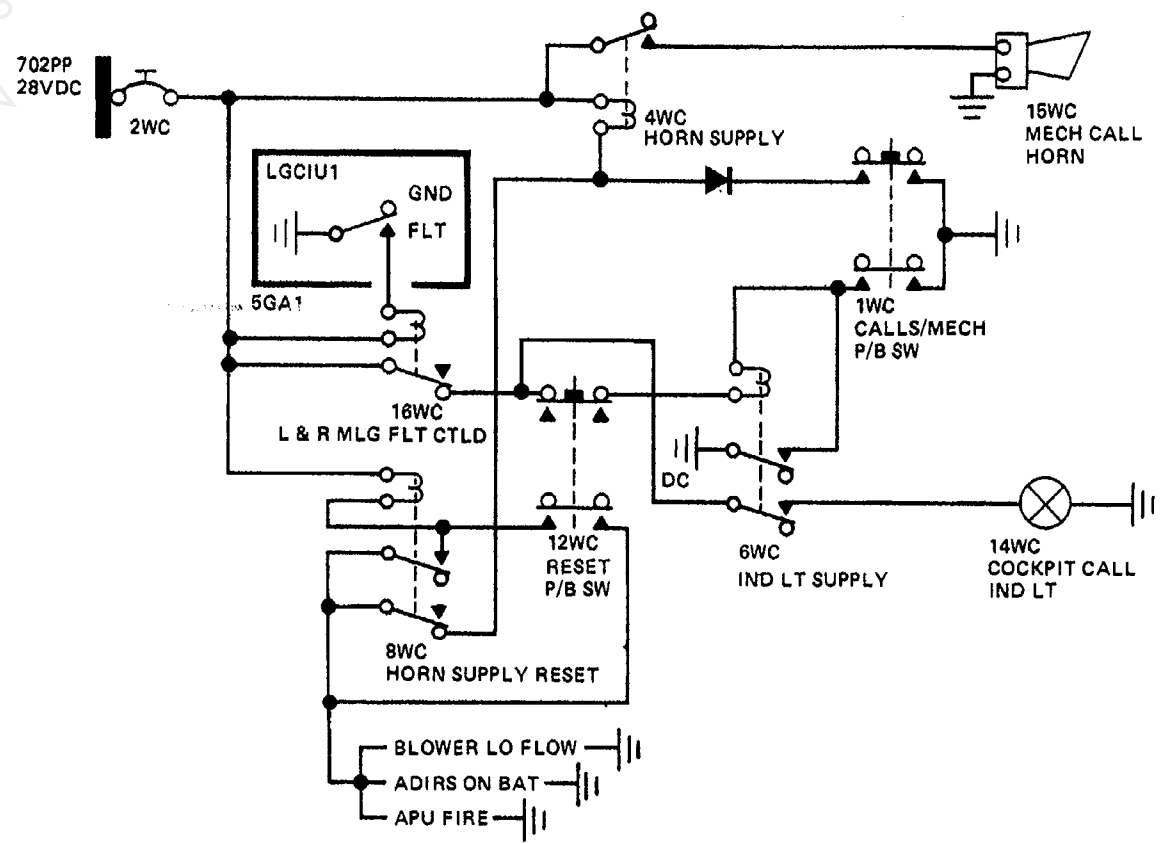 702PP
28VDC
2WC
4WC
HORN SUPPLY
15WC
MECH CALL
HORN
LGCIU1
GND
FLT
5GA1
1WC
CALLS/MECH
P/B SW
16WC
L & R MLG FLT CTLD
DC
12WC
RESET
P/B SW
6WC
IND LT SUPPLY
14WC
COCKPIT CALL
IND LT
8WC
HORN SUPPLY RESET
BLOWER LO FLOW
ADIRS ON BAT
APU FIRE